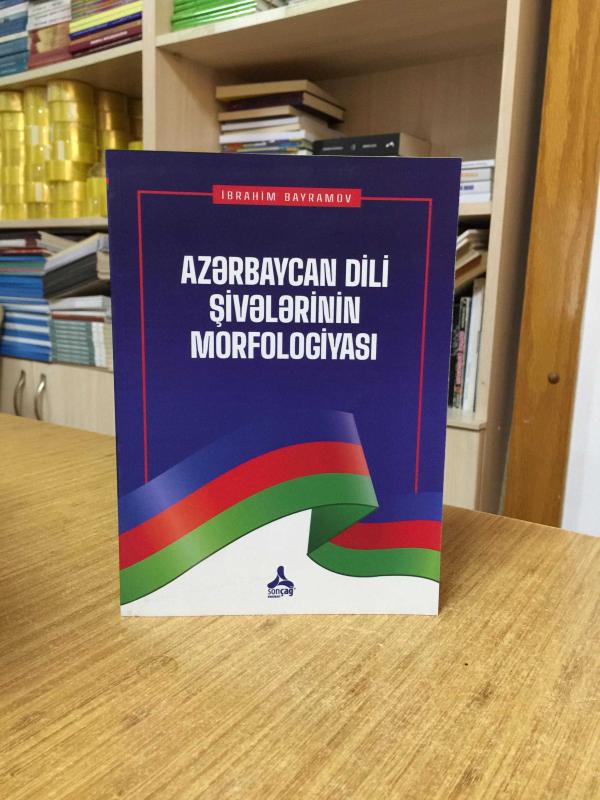 İBRAHİM BAYRAMOV
AZƏRBAYCAN DİLİ
ŞİVƏLƏRİNİN
MORFOLOGİYASI
sonçağ